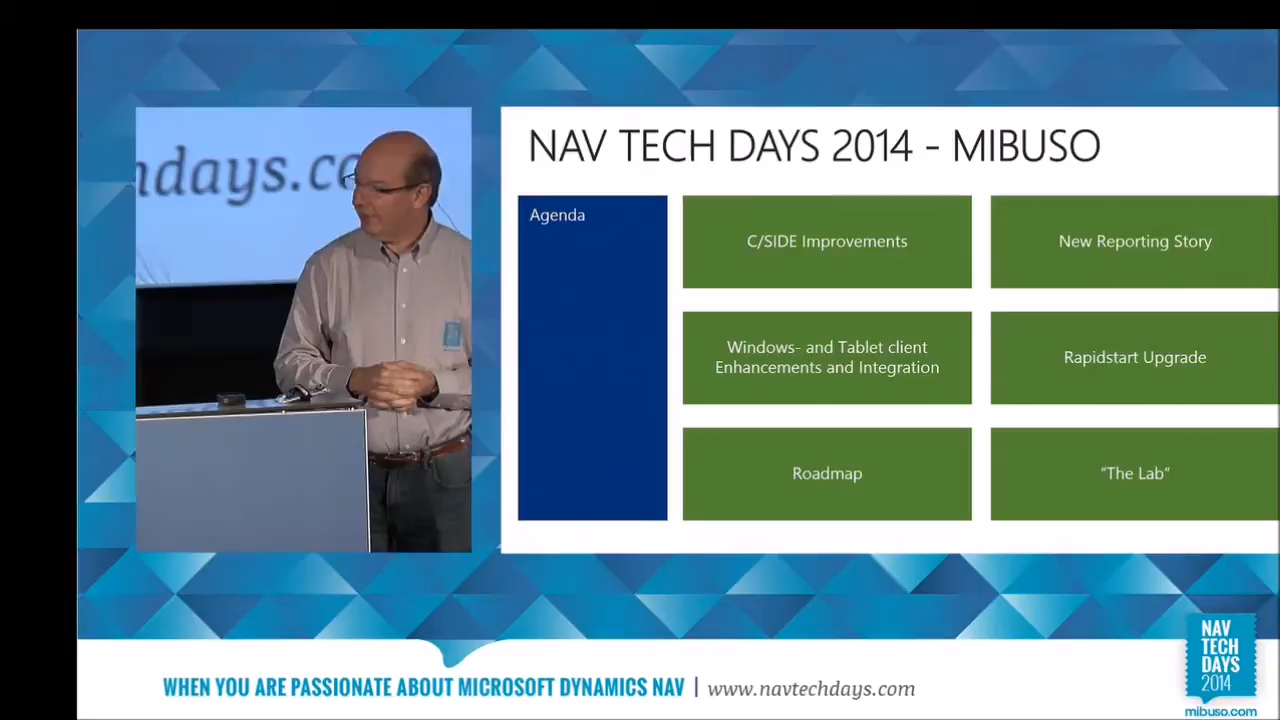 hdays.co
NAV TECH DAYS 2014 - MIBUSO
Agenda
C/SIDE Improvements
New Reporting Story
Windows- and Tablet client
Enhancements and Integration
Rapidstart Upgrade
Roadmap
“The Lab”
WHEN YOU ARE PASSIONATE ABOUT MICROSOFT DYNAMICS NAV | www.navtechdays.com
NAV
TECH
DAYS
2014
mibuso.com